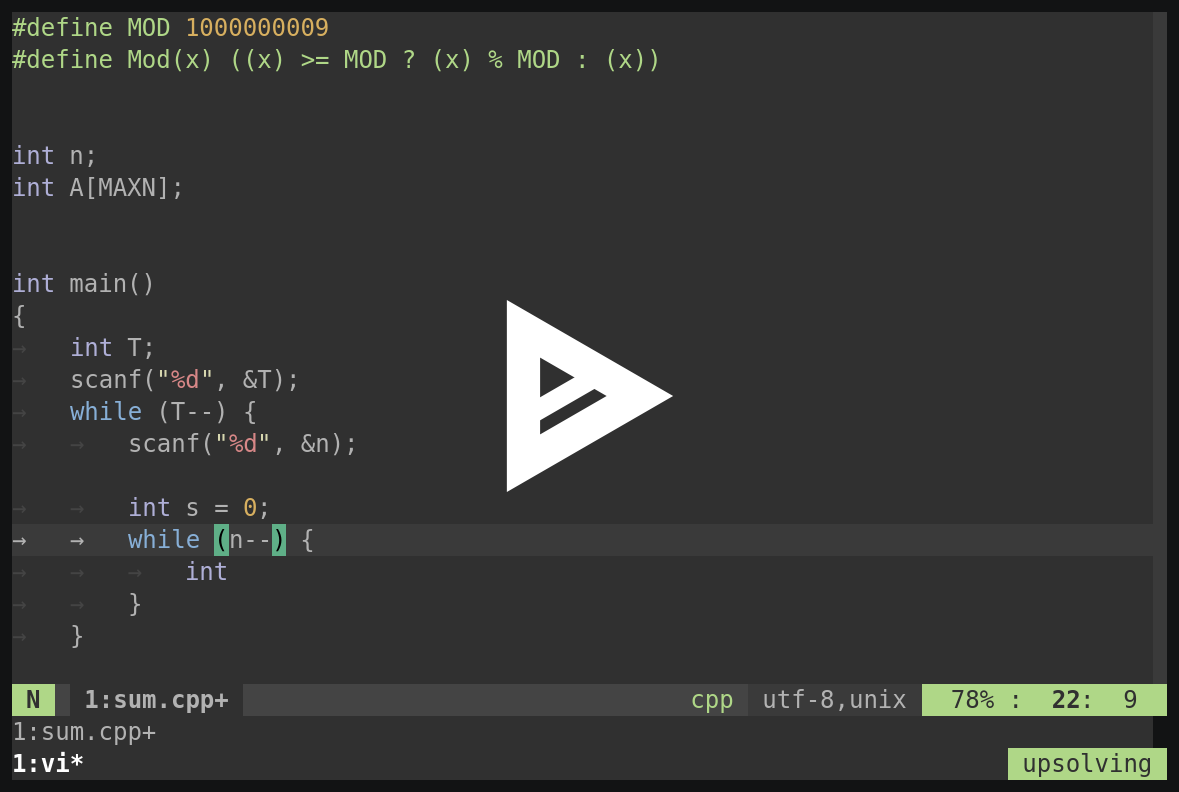 #define MOD 1000000009
#define Mod(x) ((x) >= MOD ? (x) % MOD : (x))
int n;
int A[MAXN];
int main()
{
→   int T;
→   scanf("%d", &T);
→   while (T--) {
→   →   scanf("%d", &n);
→   →   int s = 0;
→   →   while (n--) {
→   →   →   int
→   →   }
→   }
N 1:sum.cpp+ cpp utf-8,unix 78% : 22: 9
1:sum.cpp+
1:vi* upsolving